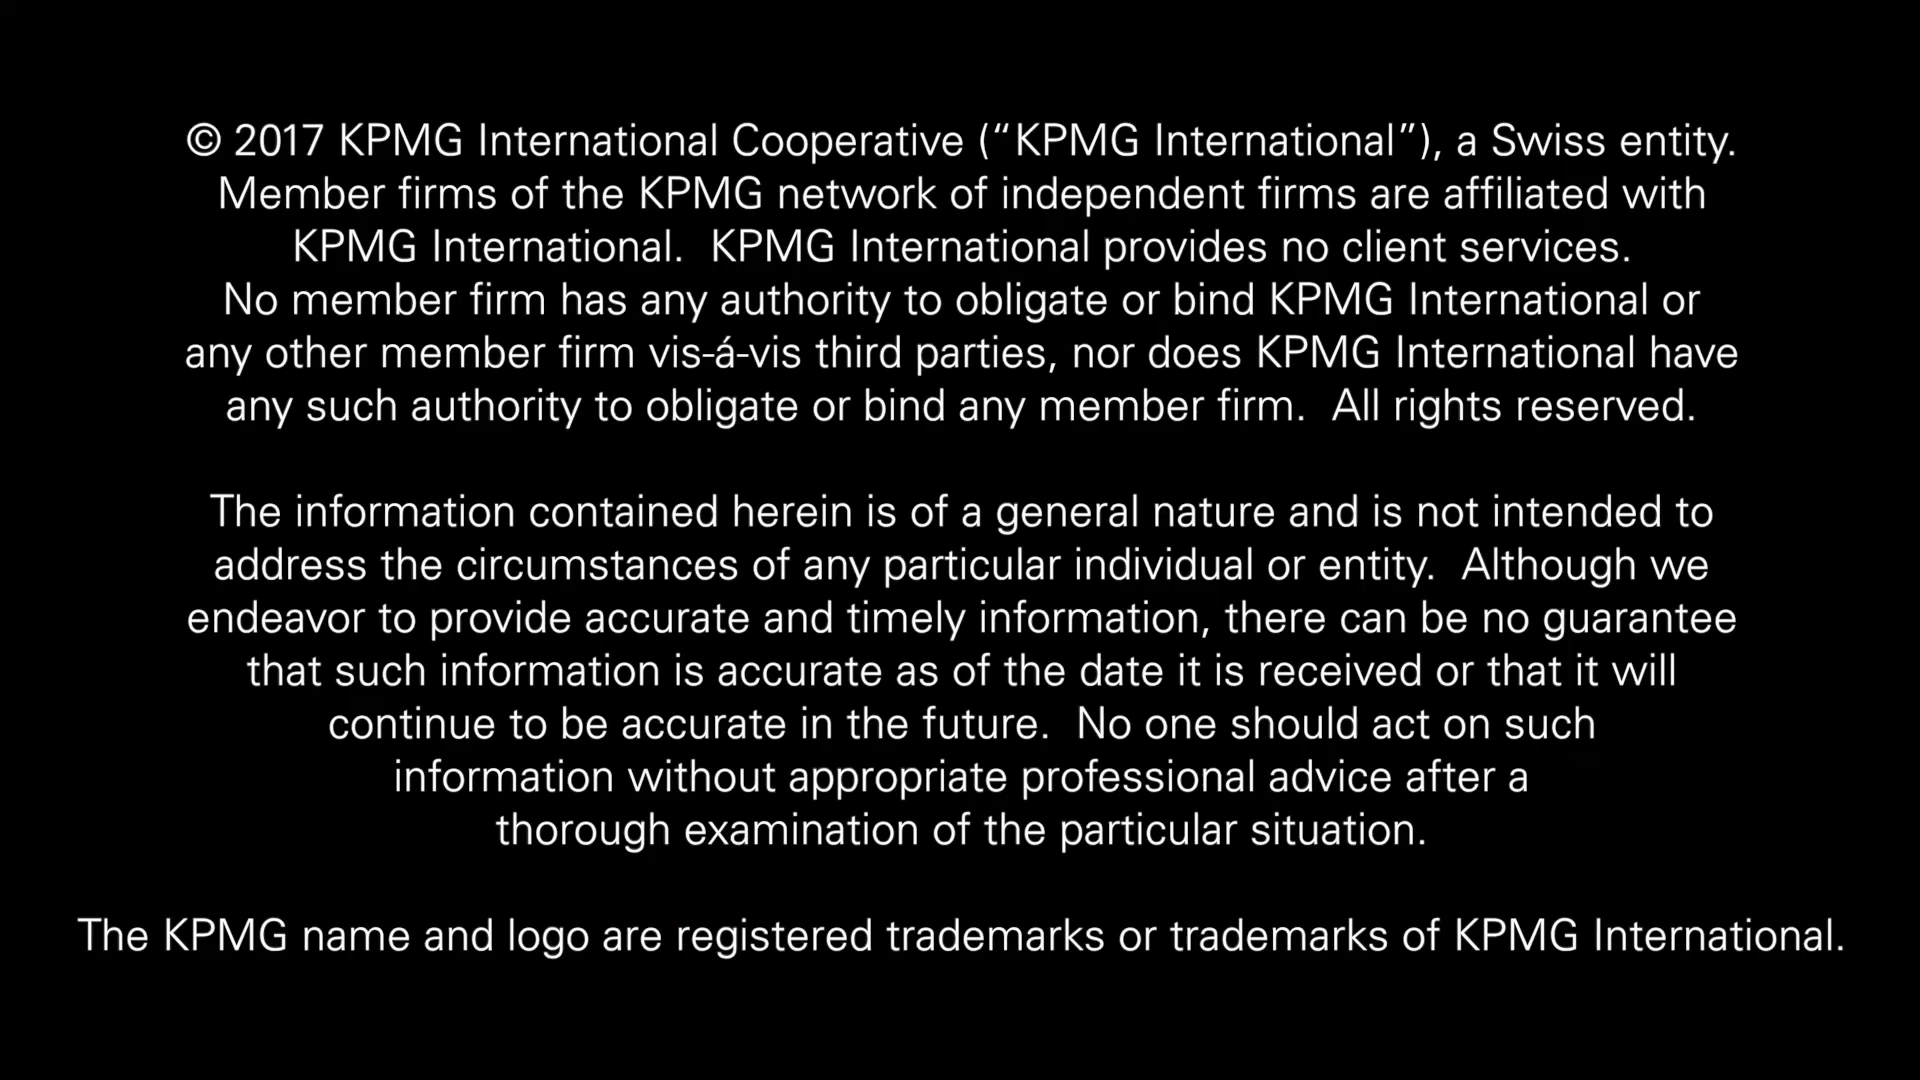 © 2017 KPMG International Cooperative (“KPMG International”), a Swiss entity.
Member firms of the KPMG network of independent firms are affiliated with
KPMG International.  KPMG International provides no client services.
No member firm has any authority to obligate or bind KPMG International or
any other member firm vis-á-vis third parties, nor does KPMG International have
any such authority to obligate or bind any member firm.  All rights reserved.
The information contained herein is of a general nature and is not intended to
address the circumstances of any particular individual or entity.  Although we
endeavor to provide accurate and timely information, there can be no guarantee
that such information is accurate as of the date it is received or that it will
continue to be accurate in the future.  No one should act on such
information without appropriate professional advice after a
thorough examination of the particular situation.
The KPMG name and logo are registered trademarks or trademarks of KPMG International.